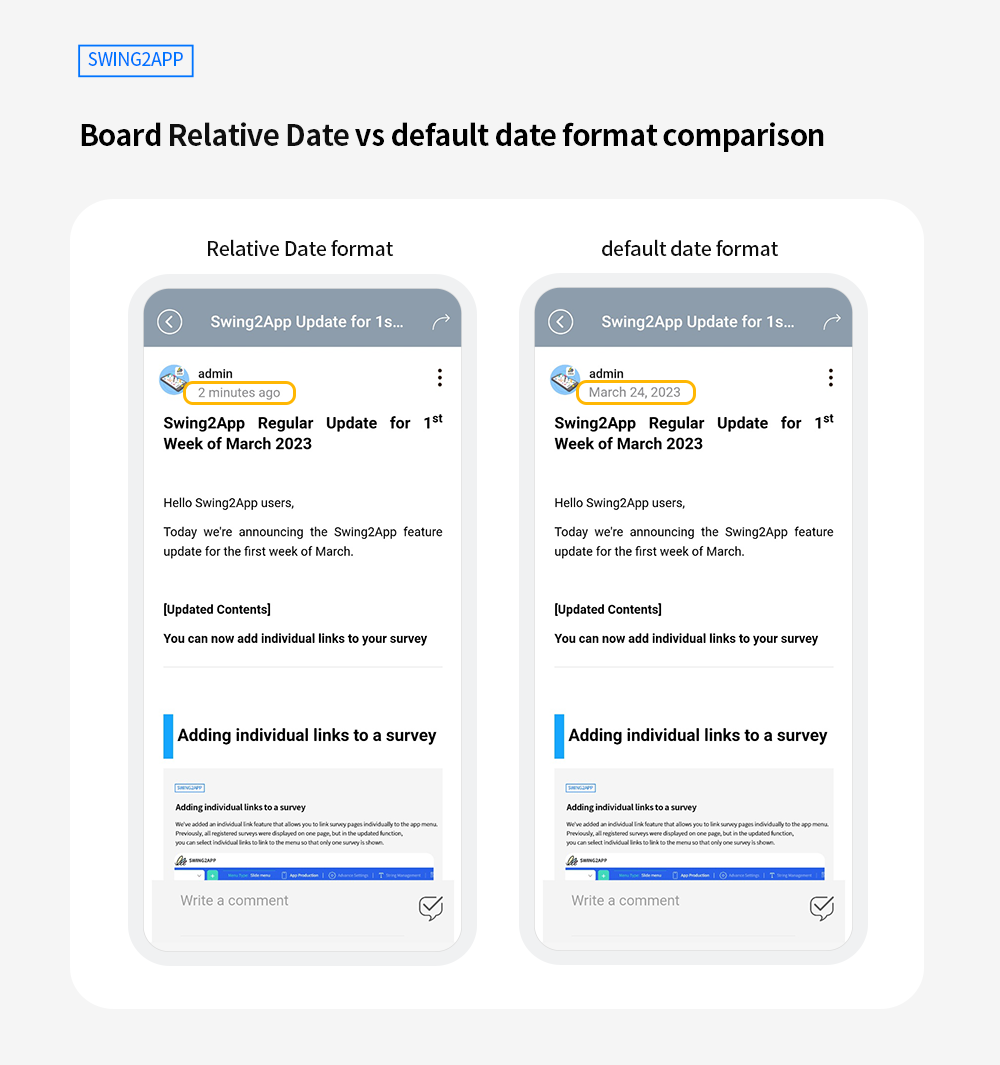 SWING2APP
Board Relative Date vs default date format comparison
Relative Date format
Swing2App Update for 1s...
admin
2 minutes ago
Swing2App Regular Update for 1st
Week of March 2023
Hello Swing2App users,
Today we're announcing the Swing2App feature
update for the first week of March.
[Updated Contents]
You can now add individual links to your survey
Adding individual links to a survey
SWING2APP
Adding individual links to a survey
We've added an individual link feature that allows you to link survey pages individually to the app menu.
Previously, all registered surveys were displayed on one page, but in the updated function,
you can select individual links to link to the menu so that only one survey is shown.
SWING2APP
Menu Type: Slide menu App Production Advance Settings String Management
Write a comment
default date format
Swing2App Update for 1s...
admin
March 24, 2023
Swing2App Regular Update for 1st
Week of March 2023
Hello Swing2App users,
Today we're announcing the Swing2App feature
update for the first week of March.
[Updated Contents]
You can now add individual links to your survey
Adding individual links to a survey
SWING2APP
Adding individual links to a survey
We've added an individual link feature that allows you to link survey pages individually to the app menu.
Previously, all registered surveys were displayed on one page, but in the updated function,
you can select individual links to link to the menu so that only one survey is shown.
SWING2APP
Menu Type: Slide menu App Production Advance Settings String Management
Write a comment